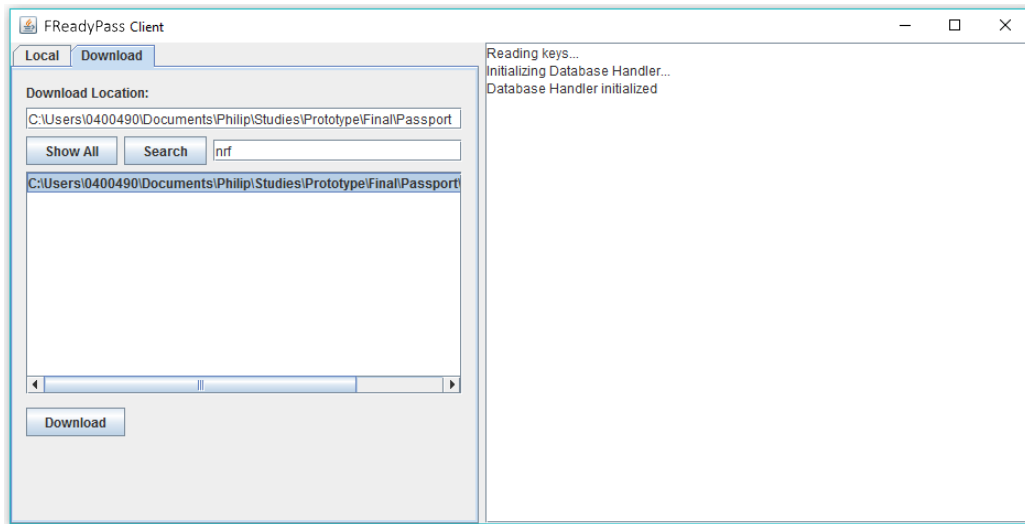 FReadyPass Client
Local Download
Download Location:
C:\Users\0400490\Documents\Philip\Studies\Prototype\Final\Passport
Show All Search nrf
C:\Users\0400490\Documents\Philip\Studies\Prototype\Final\Passport\
Download
Reading keys...
Initializing Database Handler...
Database Handler initialized